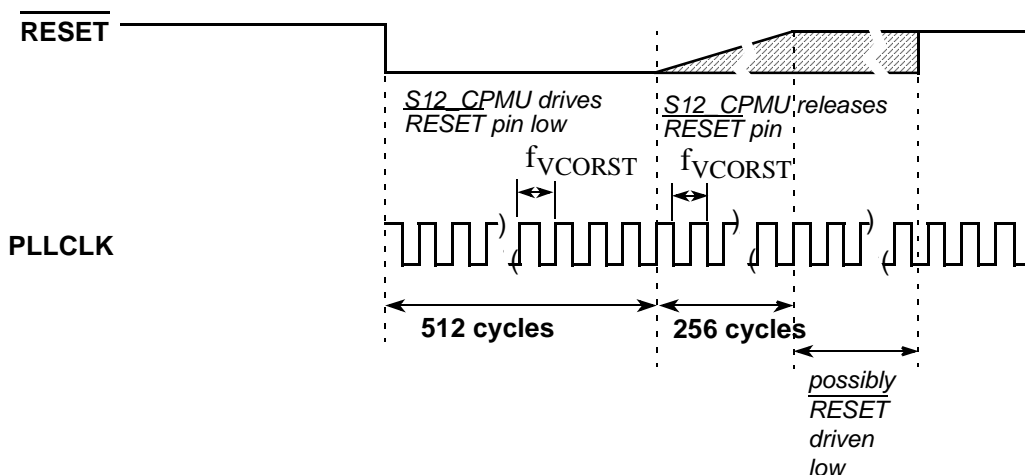 RESET
S12_CPMU drives
RESET pin low
S12_CPMU releases
RESET pin
fVCORST
fVCORST
PLLCLK
512 cycles
256 cycles
possibly
RESET
driven
low